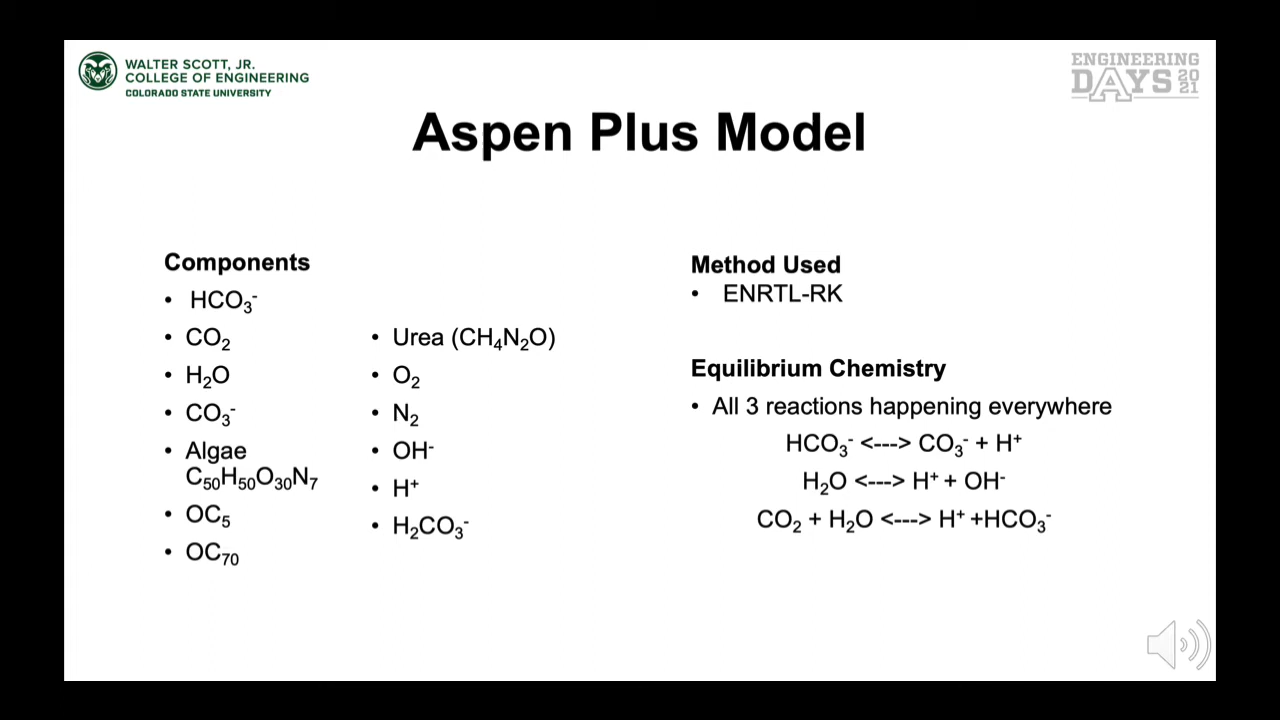 WALTER SCOTT, JR.
COLLEGE OF ENGINEERING
COLORADO STATE UNIVERSITY
ENGINEERING
DAYS 2021
Aspen Plus Model
Components
• HCO₃⁻
• CO₂
• H₂O
• CO₃⁻
• Algae
C₅₀H₅₀O₃₀N₇
• OC₅
• OC₇₀
• Urea (CH₄N₂O)
• O₂
• N₂
• OH⁻
• H⁺
• H₂CO₃⁻
Method Used
• ENRTL-RK
Equilibrium Chemistry
• All 3 reactions happening everywhere
HCO₃⁻ <---> CO₃⁻ + H⁺
H₂O <---> H⁺ + OH⁻
CO₂ + H₂O <---> H⁺ +HCO₃⁻